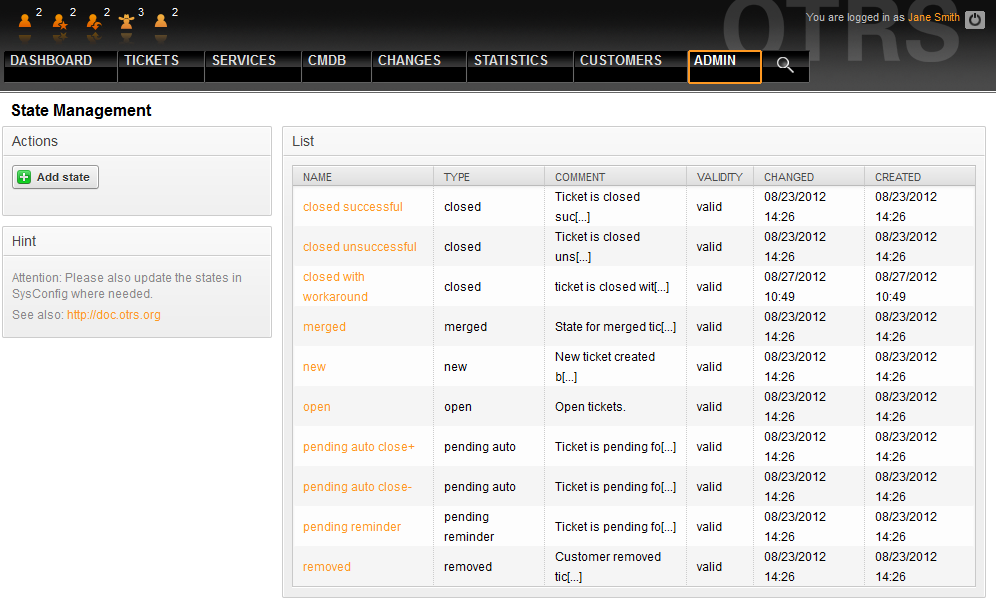 2 2 2 3 2
OTRS
You are logged in as Jane Smith
DASHBOARD TICKETS SERVICES CMDB CHANGES STATISTICS CUSTOMERS ADMIN
State Management
Actions
Add state
Hint
Attention: Please also update the states in
SysConfig where needed.
See also: http://doc.otrs.org
List
NAME TYPE COMMENT VALIDITY CHANGED CREATED
closed successful closed Ticket is closed suc[...] valid 08/23/2012 14:26 08/23/2012 14:26
closed unsuccessful closed Ticket is closed uns[...] valid 08/23/2012 14:26 08/23/2012 14:26
closed with workaround closed ticket is closed wit[...] valid 08/27/2012 10:49 08/27/2012 10:49
merged merged State for merged tic[...] valid 08/23/2012 14:26 08/23/2012 14:26
new new New ticket created b[...] valid 08/23/2012 14:26 08/23/2012 14:26
open open Open tickets. valid 08/23/2012 14:26 08/23/2012 14:26
pending auto close+ pending auto Ticket is pending fo[...] valid 08/23/2012 14:26 08/23/2012 14:26
pending auto close- pending auto Ticket is pending fo[...] valid 08/23/2012 14:26 08/23/2012 14:26
pending reminder pending reminder Ticket is pending fo[...] valid 08/23/2012 14:26 08/23/2012 14:26
removed removed Customer removed tic[...] valid 08/23/2012 14:26 08/23/2012 14:26